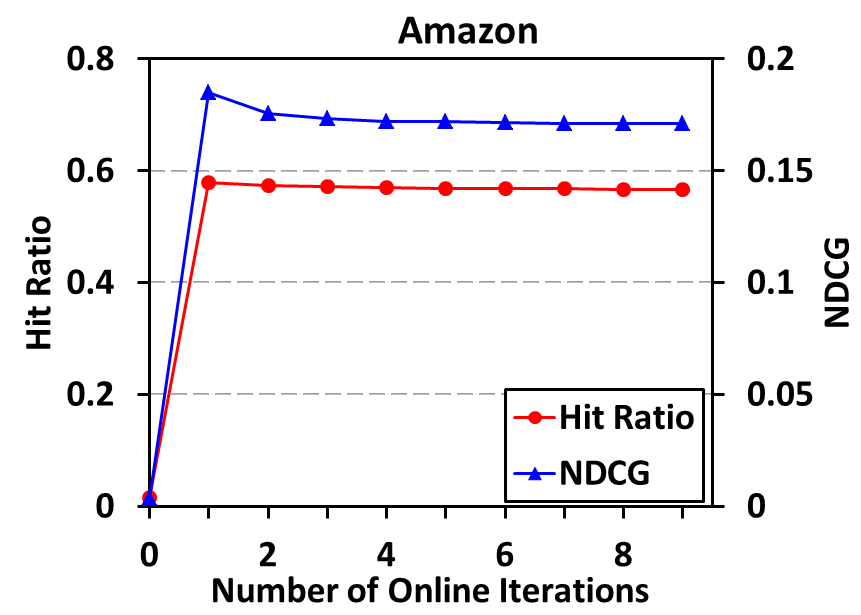 Amazon
0.8
0.6
0.4
0.2
0
Hit Ratio
0.2
0.15
0.1
0.05
0
NDCG
Hit Ratio
NDCG
0 2 4 6 8
Number of Online Iterations